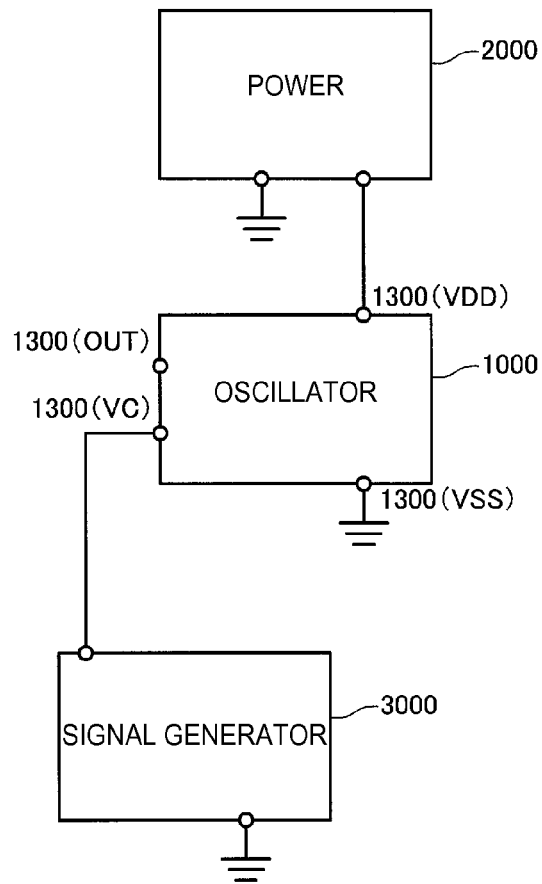 POWER
2000
1300(VDD)
1300(OUT)
OSCILLATOR
1000
1300(VC)
1300(VSS)
SIGNAL GENERATOR
3000